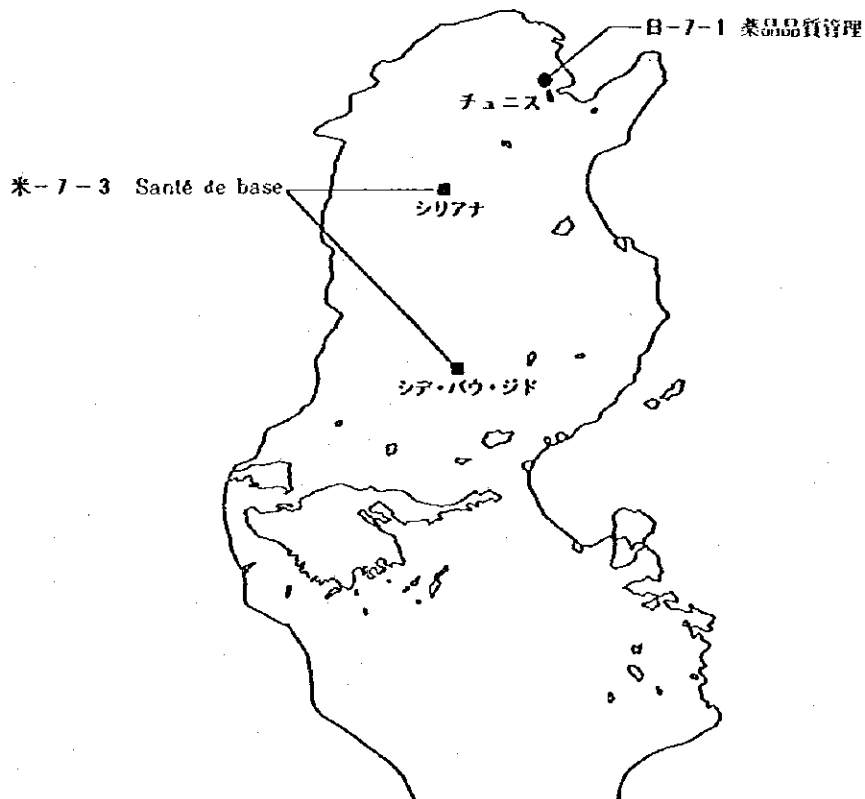 日-7-1 薬品品質管理
チュニス
米-7-3 Santé de base
シリアナ
シデ・バウ・ジド